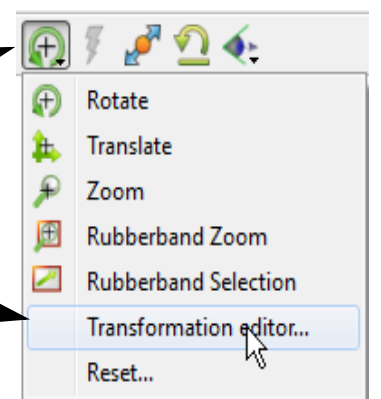 Rotate
Translate
Zoom
Rubberband Zoom
Rubberband Selection
Transformation editor...
Reset...